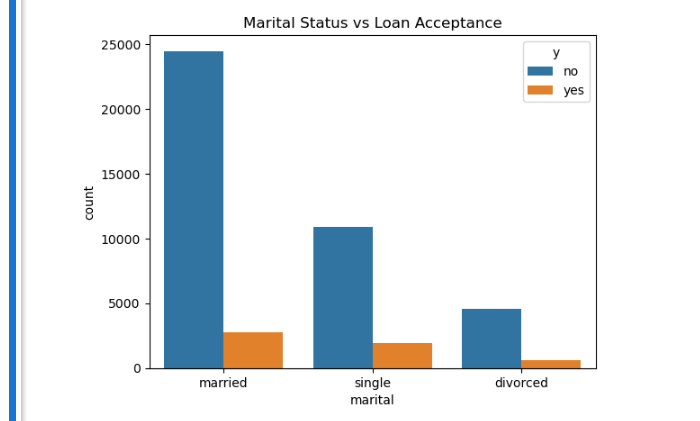 Marital Status vs Loan Acceptance
y
no
yes
25000
20000
15000
10000
5000
0
count
married single divorced
marital